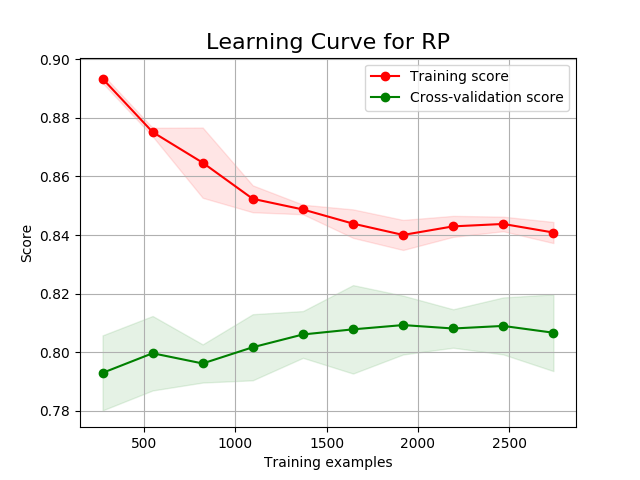 Learning Curve for RP
Training score
Cross-validation score
0.90
0.88
0.86
0.84
0.82
0.80
0.78
Score
500
1000
1500
2000
2500
Training examples